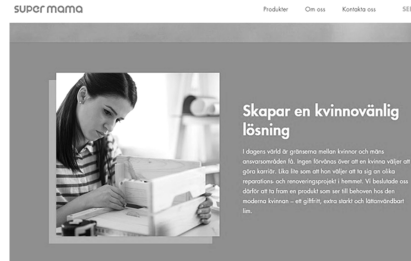 super mama
Produkter Om oss Kontakta oss SE
Skapar en kvinnovänlig
lösning
I dagens värld är gränserna mellan kvinnor och mäns
ansvarsområden få. Ingen förvånas över att en kvinna väljer att
göra karriär. Lika lite som att hon väljer att ta sig an olika
reparations- och renoveringsprojekt i hemmet. Vi beslutade oss
därför att ta fram en produkt som ser till behoven hos den
moderna kvinnan – ett giftfritt, extra starkt och lättanvändbart
lim.